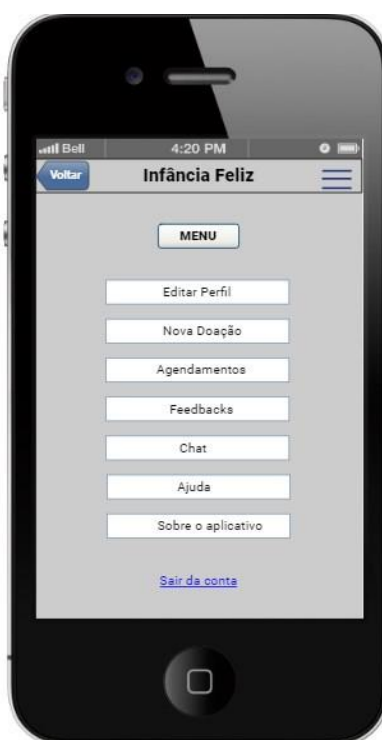 Bell 4:20 PM
Voltar Infância Feliz
MENU
Editar Perfil
Nova Doação
Agendamentos
Feedbacks
Chat
Ajuda
Sobre o aplicativo
Sair da conta